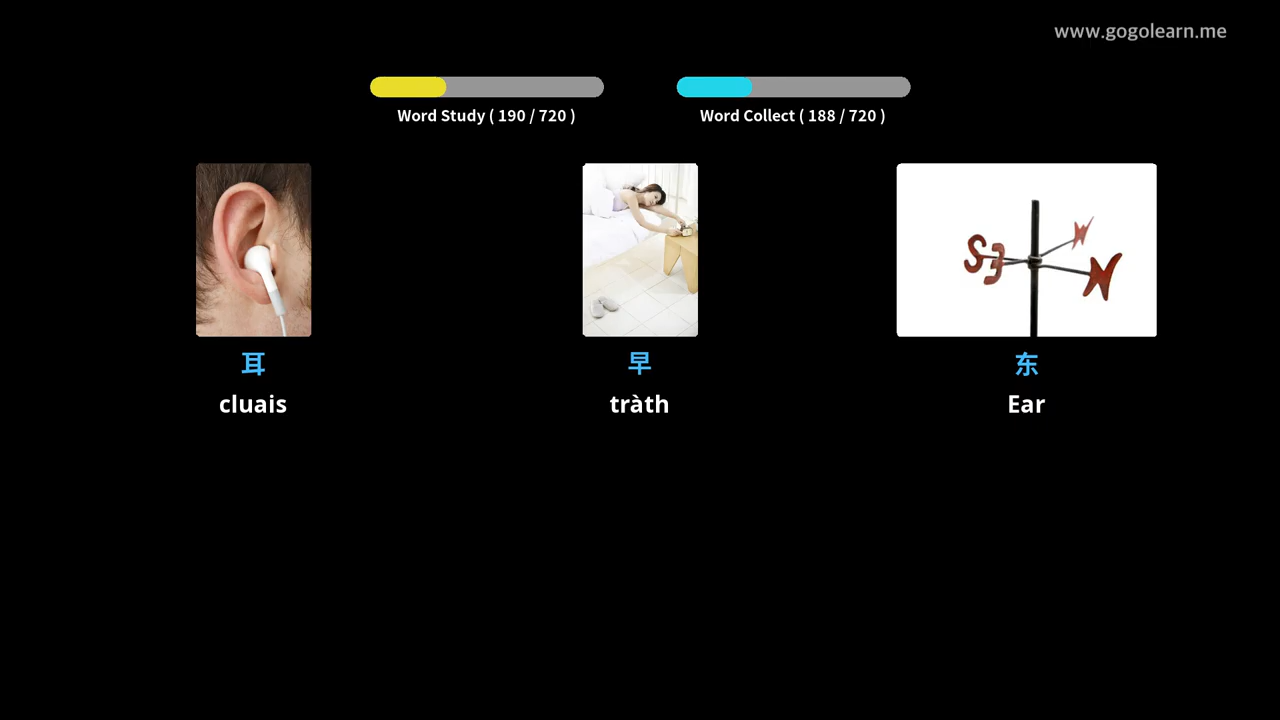 www.gogolearn.me
Word Study ( 190 / 720 )
Word Collect ( 188 / 720 )
耳
早
东
cluais
tràth
Ear
S
E
N
W